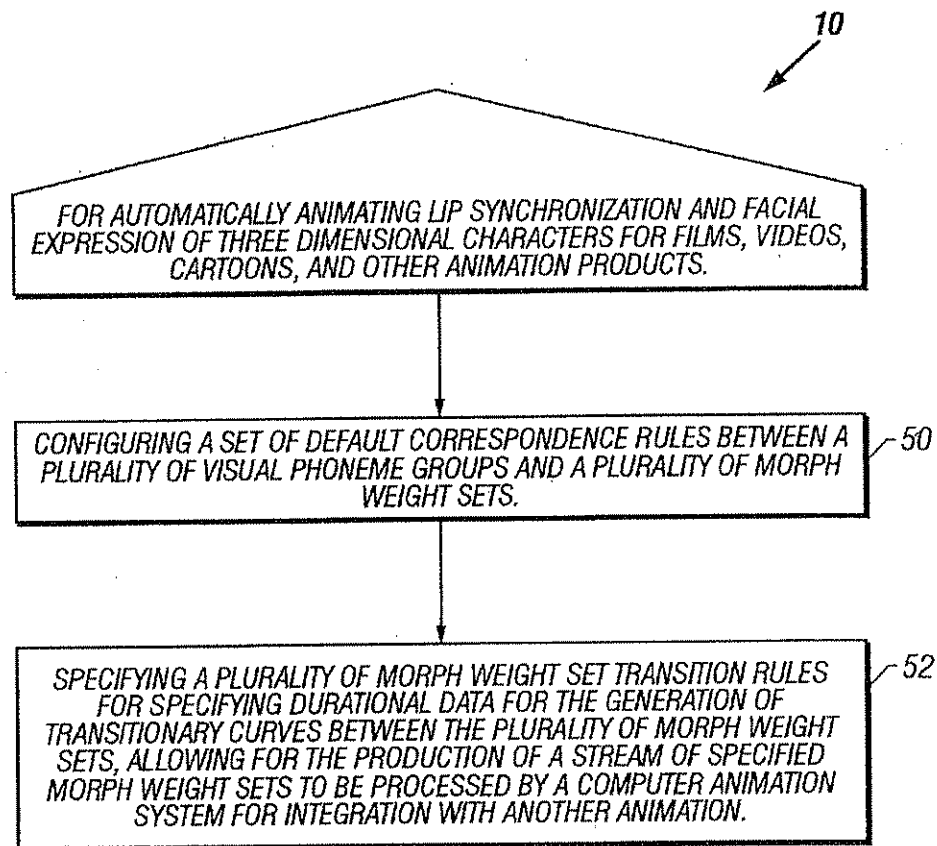 10
FOR AUTOMATICALLY ANIMATING LIP SYNCHRONIZATION AND FACIAL
EXPRESSION OF THREE DIMENSIONAL CHARACTERS FOR FILMS, VIDEOS,
CARTOONS, AND OTHER ANIMATION PRODUCTS.
CONFIGURING A SET OF DEFAULT CORRESPONDENCE RULES BETWEEN A
PLURALITY OF VISUAL PHONEME GROUPS AND A PLURALITY OF MORPH
WEIGHT SETS.
50
SPECIFYING A PLURALITY OF MORPH WEIGHT SET TRANSITION RULES
FOR SPECIFYING DURATIONAL DATA FOR THE GENERATION OF
TRANSITIONARY CURVES BETWEEN THE PLURALITY OF MORPH WEIGHT
SETS, ALLOWING FOR THE PRODUCTION OF A STREAM OF SPECIFIED
MORPH WEIGHT SETS TO BE PROCESSED BY A COMPUTER ANIMATION
SYSTEM FOR INTEGRATION WITH ANOTHER ANIMATION.
52